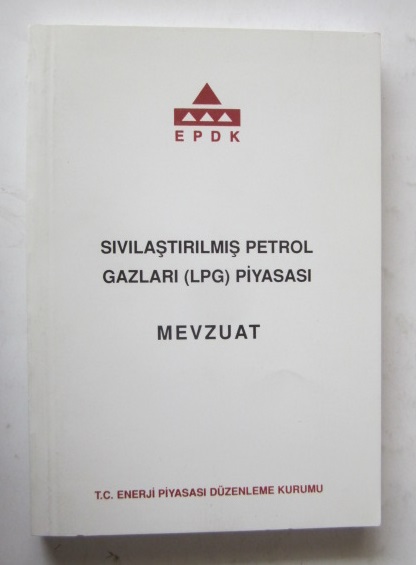 EPDK
SIVILAŞTIRILMIŞ PETROL
GAZLARI (LPG) PİYASASI
MEVZUAT
T.C. ENERJİ PİYASASI DÜZENLEME KURUMU